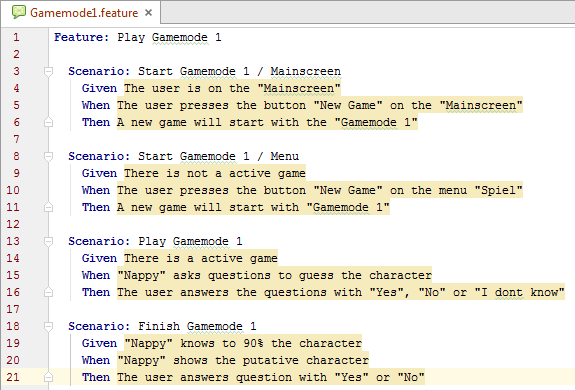 Gamemode1.feature
1 Feature: Play Gamemode 1
2
3 Scenario: Start Gamemode 1 / Mainscreen
4 Given The user is on the "Mainscreen"
5 When The user presses the button "New Game" on the "Mainscreen"
6 Then A new game will start with the "Gamemode 1"
7
8 Scenario: Start Gamemode 1 / Menu
9 Given There is not a active game
10 When The user presses the button "New Game" on the menu "Spiel"
11 Then A new game will start with "Gamemode 1"
12
13 Scenario: Play Gamemode 1
14 Given There is a active game
15 When "Nappy" asks questions to guess the character
16 Then The user answers the questions with "Yes", "No" or "I dont know"
17
18 Scenario: Finish Gamemode 1
19 Given "Nappy" knows to 90% the character
20 When "Nappy" shows the putative character
21 Then The user answers question with "Yes" or "No"